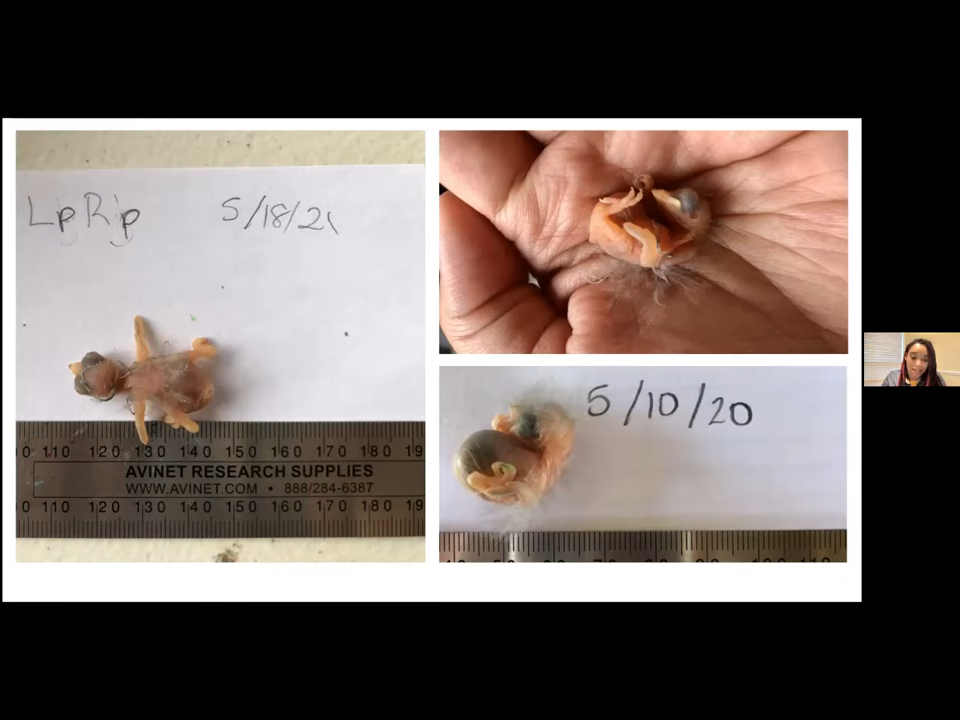 LpRip 5/18/21
0 110 120 130 140 150 160 170 180 19
AVINET RESEARCH SUPPLIES
WWW.AVINET.COM • 888/284-6387
0 110 120 130 140 150 160 170 180 19
5/10/20